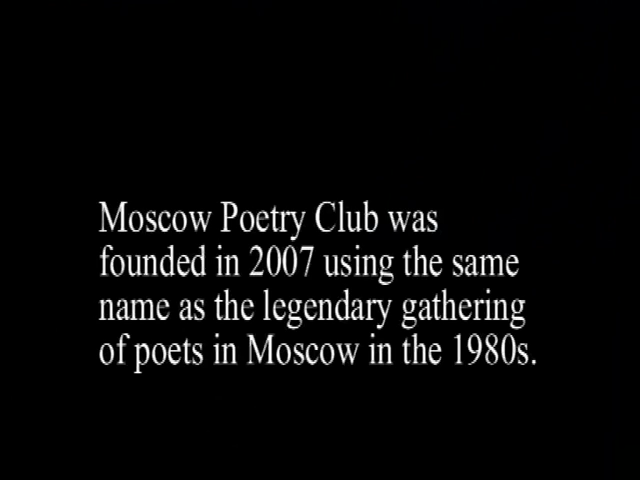 Moscow Poetry Club was
founded in 2007 using the same
name as the legendary gathering
of poets in Moscow in the 1980s.